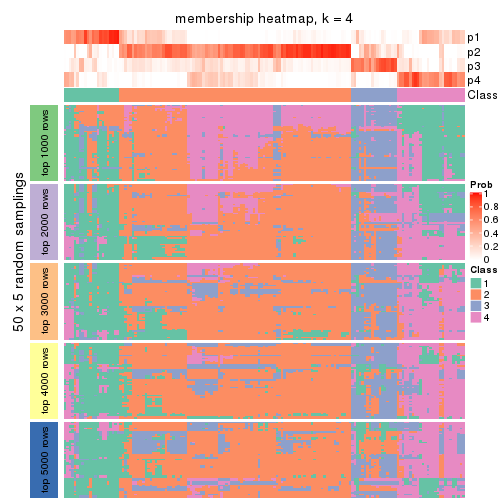 membership heatmap, k = 4
p1
p2
p3
p4
Class
50 x 5 random samplings
top 1000 rows
top 2000 rows
top 3000 rows
top 4000 rows
top 5000 rows
Prob
1
0.8
0.6
0.4
0.2
0
Class
1
2
3
4